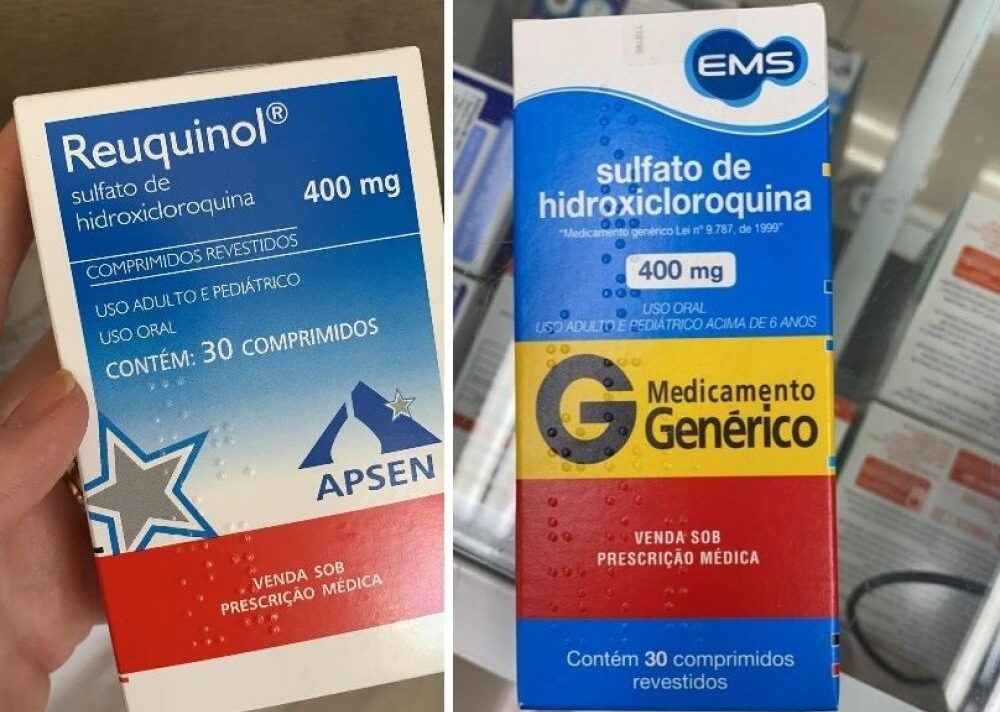 Reuquinol®
sulfato de
hidroxicloroquina
400 mg
COMPRIMIDOS REVESTIDOS
USO ADULTO E PEDIÁTRICO
USO ORAL
CONTÉM: 30 COMPRIMIDOS
APSEN
VENDA SOB
PRESCRIÇÃO MÉDICA
EMS
sulfato de
hidroxicloroquina
"Medicamento genérico Lei nº 9.787, de 1999"
400 mg
USO ORAL
USO ADULTO E PEDIÁTRICO ACIMA DE 6 ANOS
G
Medicamento
Genérico
VENDA SOB
PRESCRIÇÃO MÉDICA
Contém 30 comprimidos
revestidos